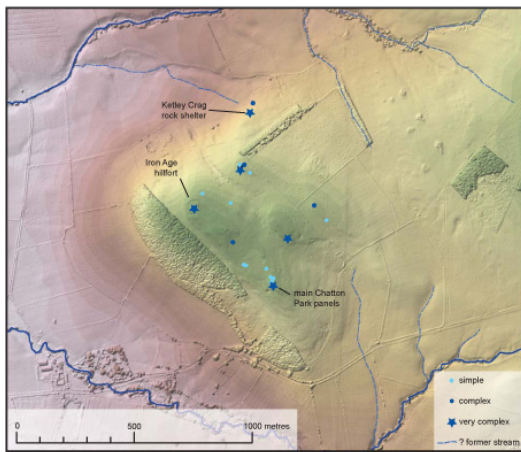 Ketley Crag
rock shelter
Iron Age
hillfort
main Chatton
Park panels
simple
complex
very complex
? former stream
0 500 1000 metres